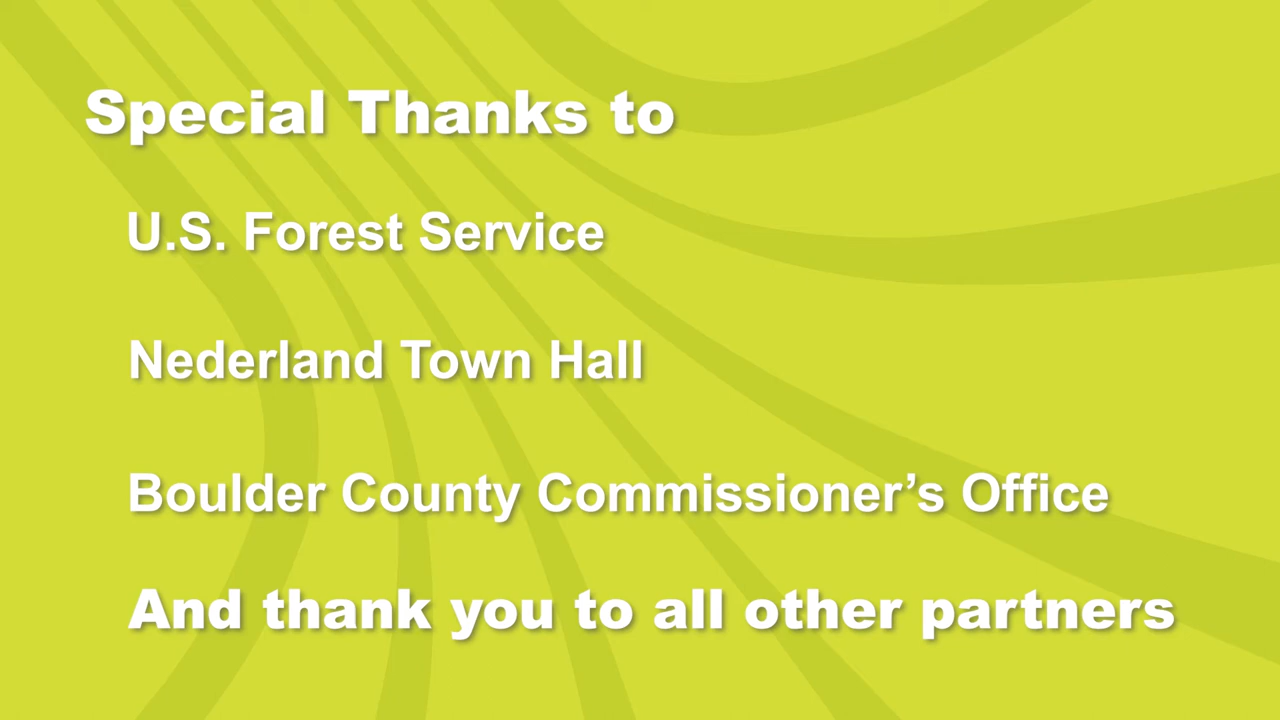 Special Thanks to
U.S. Forest Service
Nederland Town Hall
Boulder County Commissioner’s Office
And thank you to all other partners